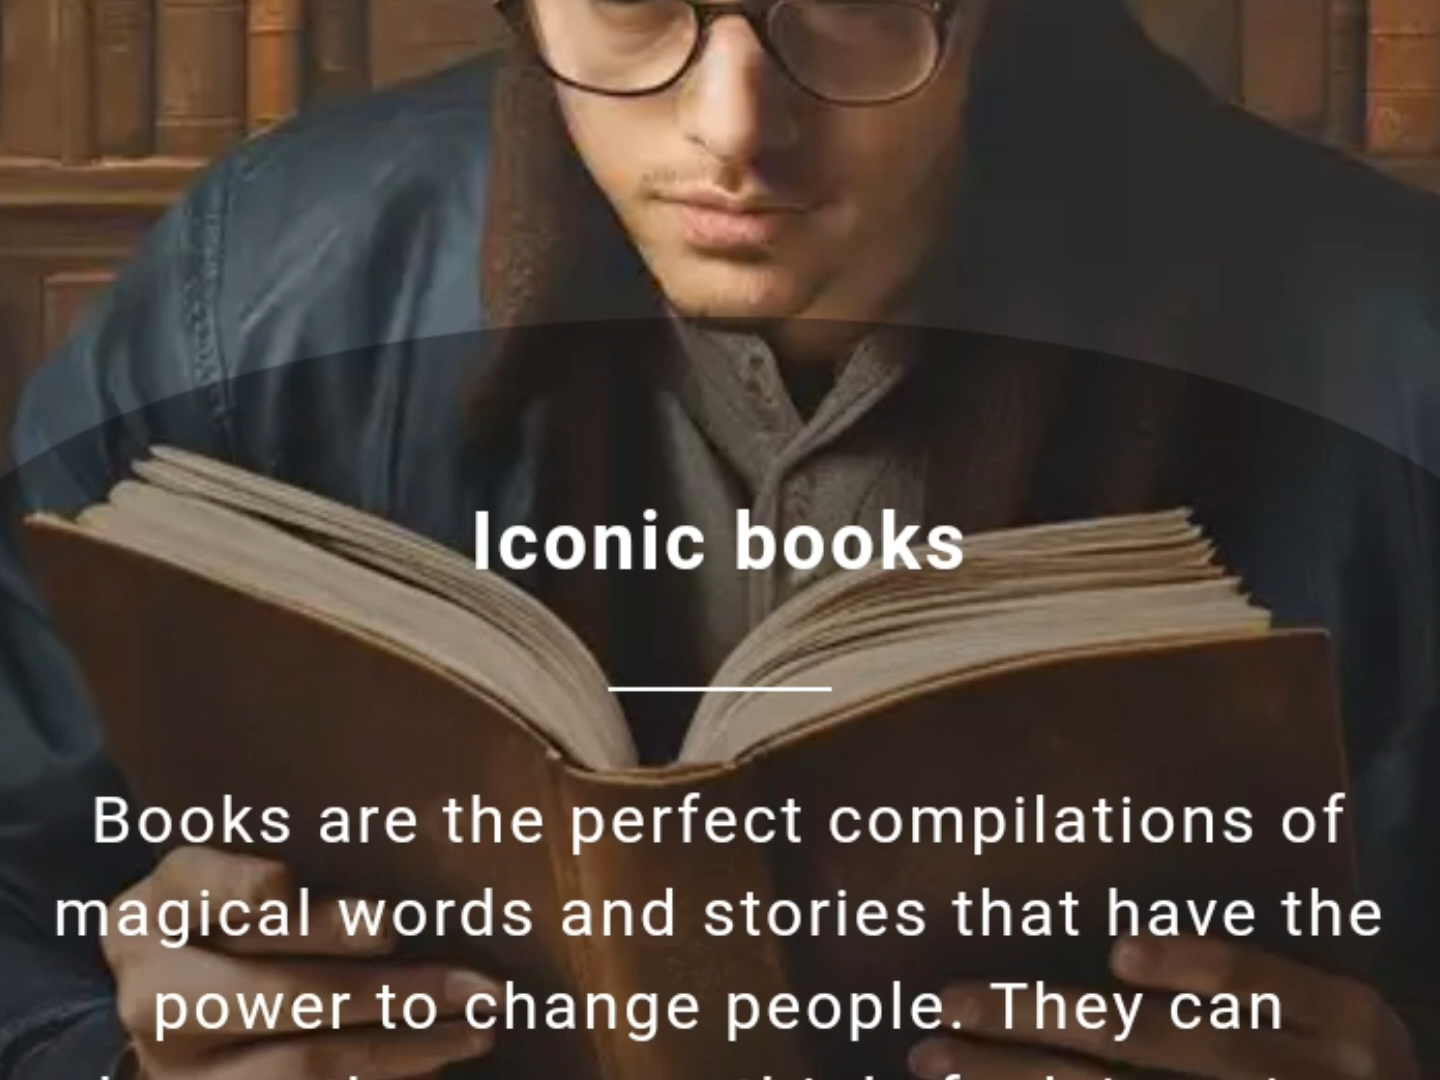 Iconic books
Books are the perfect compilations of
magical words and stories that have the
power to change people. They can